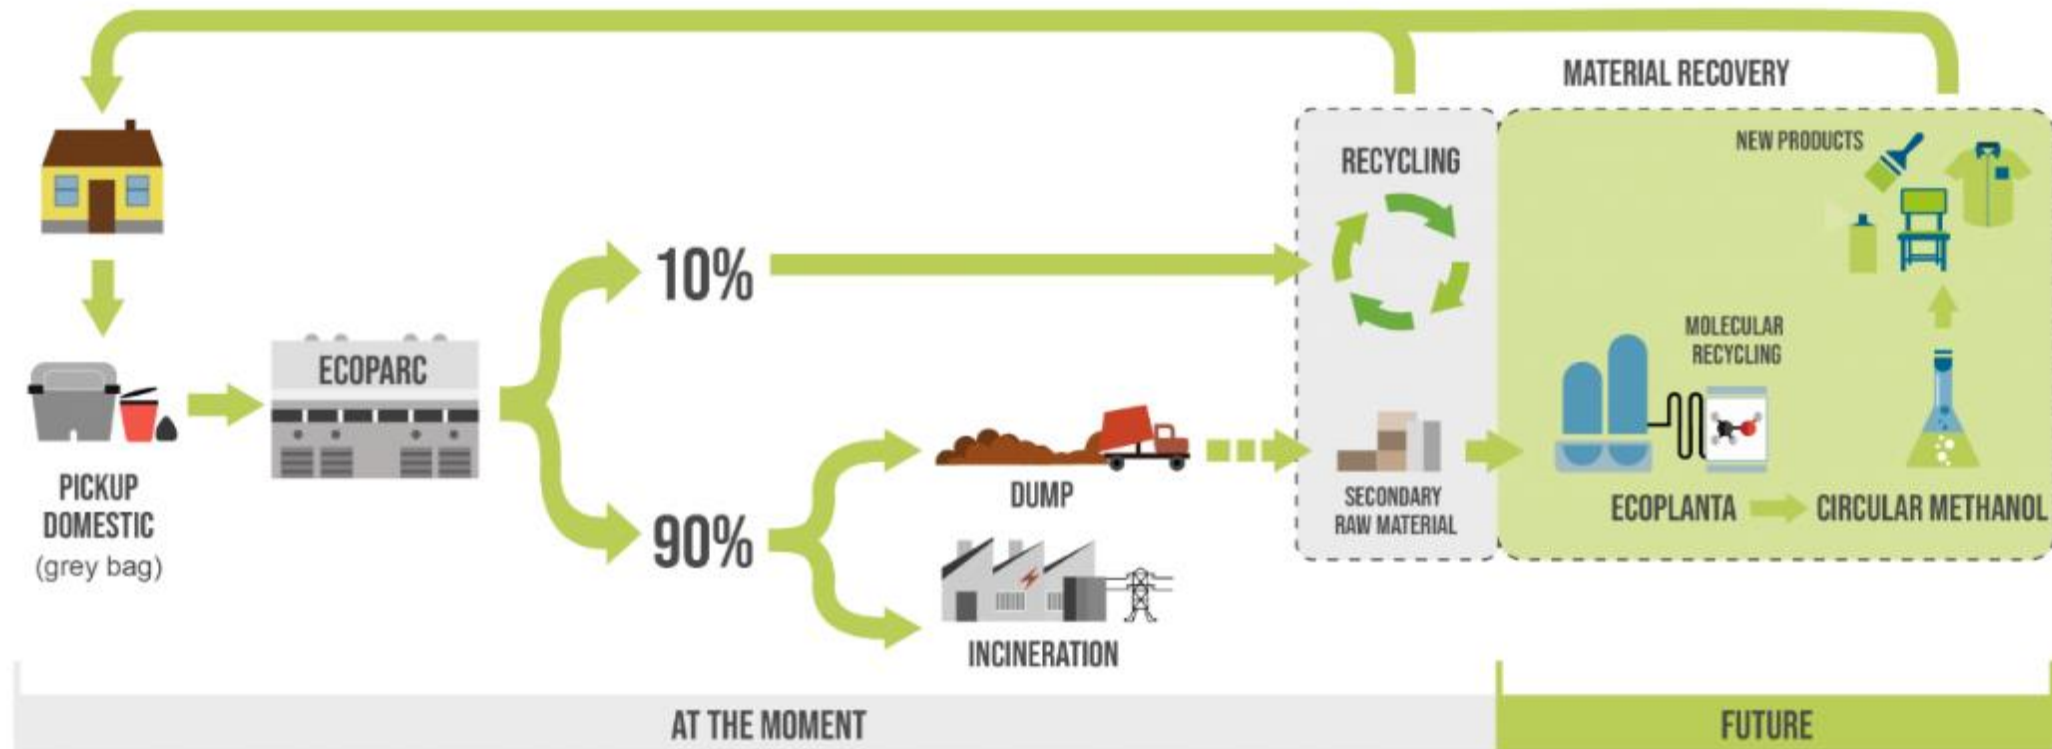 MATERIAL RECOVERY
NEW PRODUCTS
RECYCLING
10%
MOLECULAR
RECYCLING
ECOPARC
PICKUP
DOMESTIC
(grey bag)
90%
DUMP
SECONDARY
RAW MATERIAL
ECOPLANTA
CIRCULAR METHANOL
INCINERATION
AT THE MOMENT
FUTURE